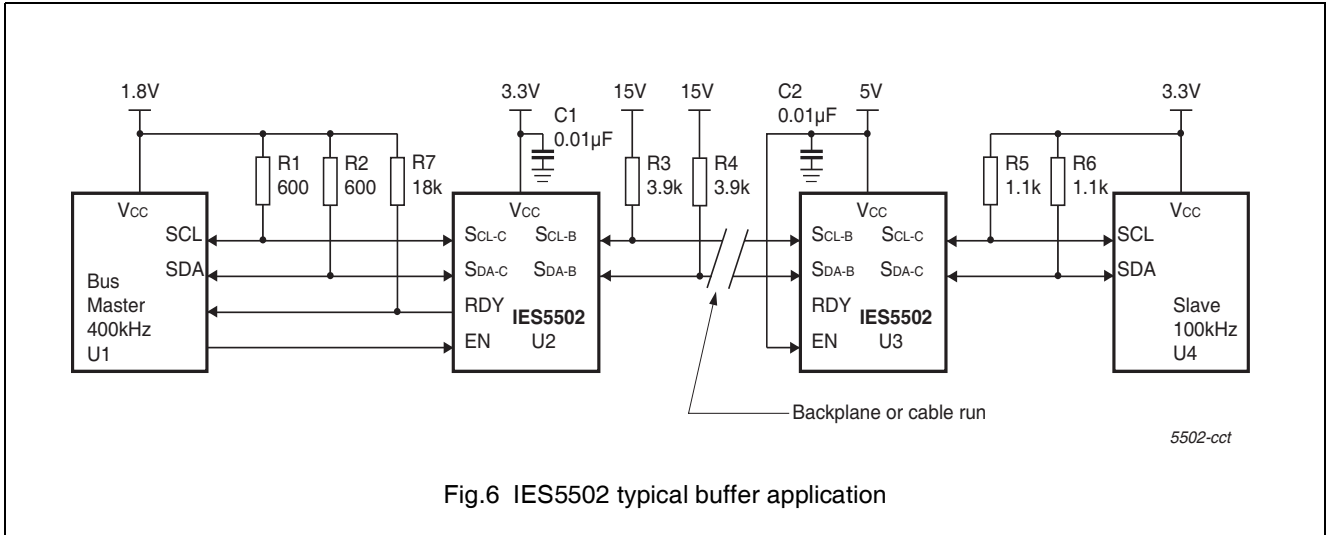 1.8V 3.3V 15V 15V C2 5V 3.3V
C1
0.01µF
0.01µF
R1
600
R2
600
R7
18k
R3
3.9k
R4
3.9k
R5
1.1k
R6
1.1k
Vcc
SCL
SDA
Bus
Master
400kHz
U1
Vcc
SCL-C SCL-B
SDA-C SDA-B
RDY
IES5502
EN U2
Vcc
SCL-B SCL-C
SDA-B SDA-C
RDY
IES5502
EN U3
Vcc
SCL
SDA
Slave
100kHz
U4
Backplane or cable run
5502-cct
Fig.6 IES5502 typical buffer application